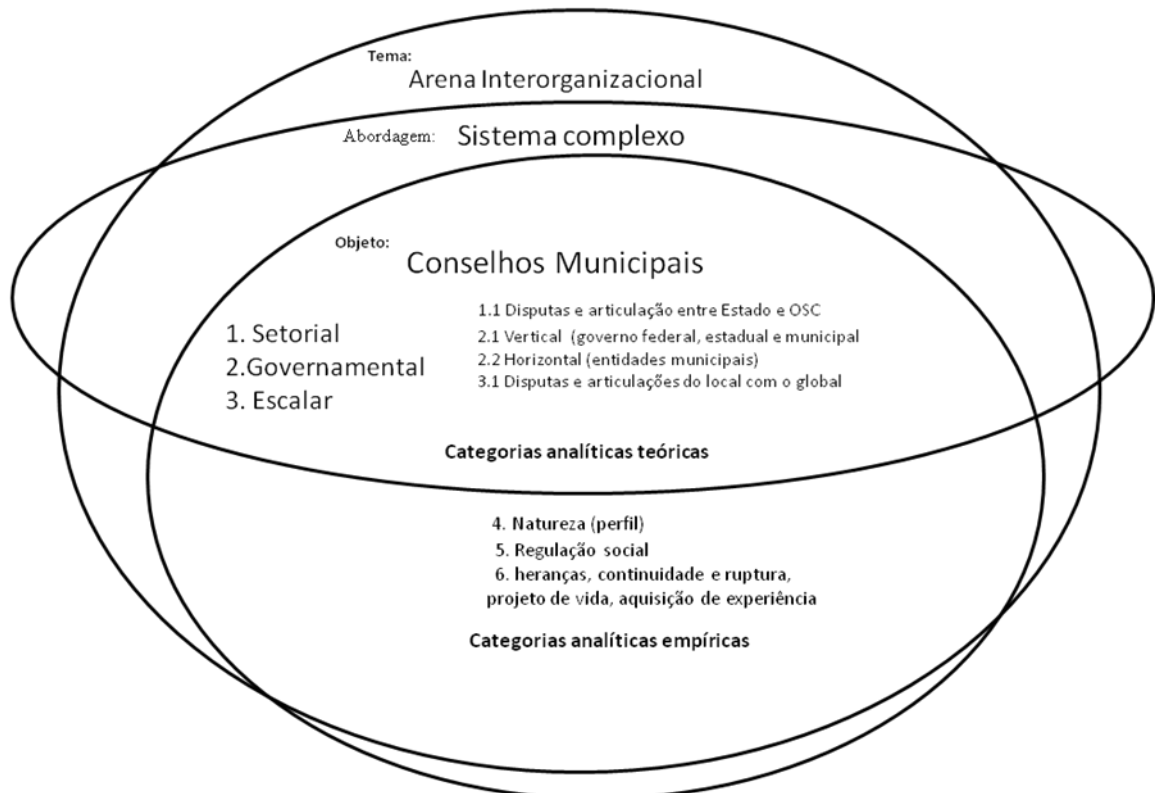 Tema:
Arena Interorganizacional
Abordagem: Sistema complexo
Objeto:
Conselhos Municipais
1. Setorial
2.Governamental
3. Escalar
1.1 Disputas e articulação entre Estado e OSC
2.1 Vertical (governo federal, estadual e municipal
2.2 Horizontal (entidades municipais)
3.1 Disputas e articulações do local com o global
Categorias analíticas teóricas
4. Natureza (perfil)
5. Regulação social
6. heranças, continuidade e ruptura,
projeto de vida, aquisição de experiência
Categorias analíticas empíricas